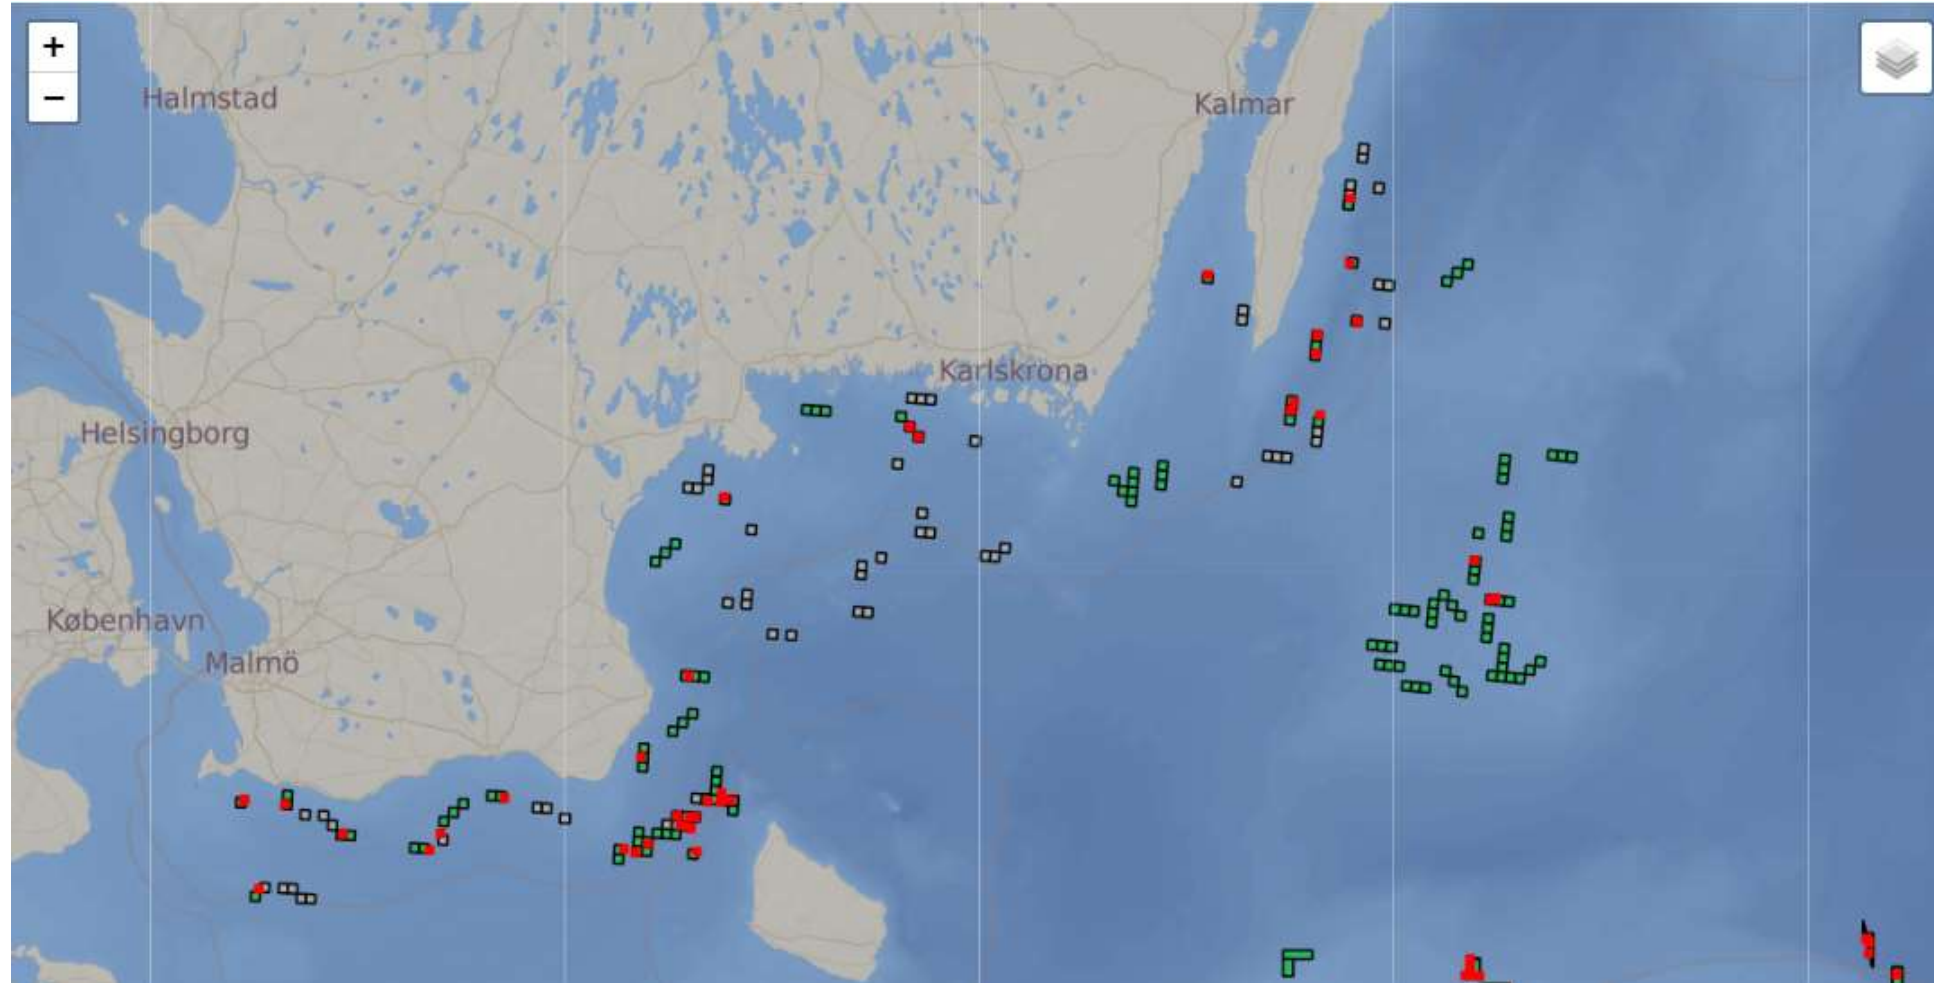 +
Halmstad
Kalmar
−
Karlskrona
Helsingborg
København
Malmö